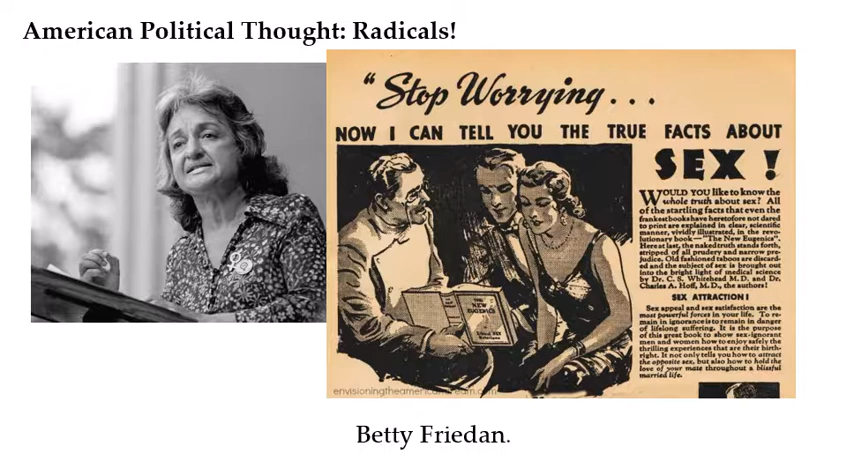 American Political Thought: Radicals!
"Stop Worrying...
NOW I CAN TELL YOU THE TRUE FACTS ABOUT
SEX!
WOULD YOU like to know the
whole truth about sex? All
of the startling facts that even the
frankest books have heretofore not dared
to print are explained in clear, scientific
manner, vividly illustrated, in the revo-
lutionary book—"The New Eugenics".
Here at last, the naked truth stands forth,
stripped of all prudery and narrow pre-
judice. Old fashioned taboos are discard-
ed and the subject of sex is brought out
into the bright light of medical science
by Dr. C. S. Whitehead M.D. and Dr.
Charles A. Hoff, M.D., the authors!
SEX ATTRACTION!
Sex appeal and sex satisfaction are the
most powerful forces in your life. To re-
main in ignorance is to remain in danger
of lifelong suffering. It is the purpose
of this great book to show sex-ignorant
men and women how to enjoy safely the
thrilling experiences that are their birth-
right. It not only tells you how to attract
the opposite sex, but also how to hold the
love of your mate throughout a blissful
married life.
THE
NEW
EUGENICS
envisioningtheamericandream.com
Betty Friedan.